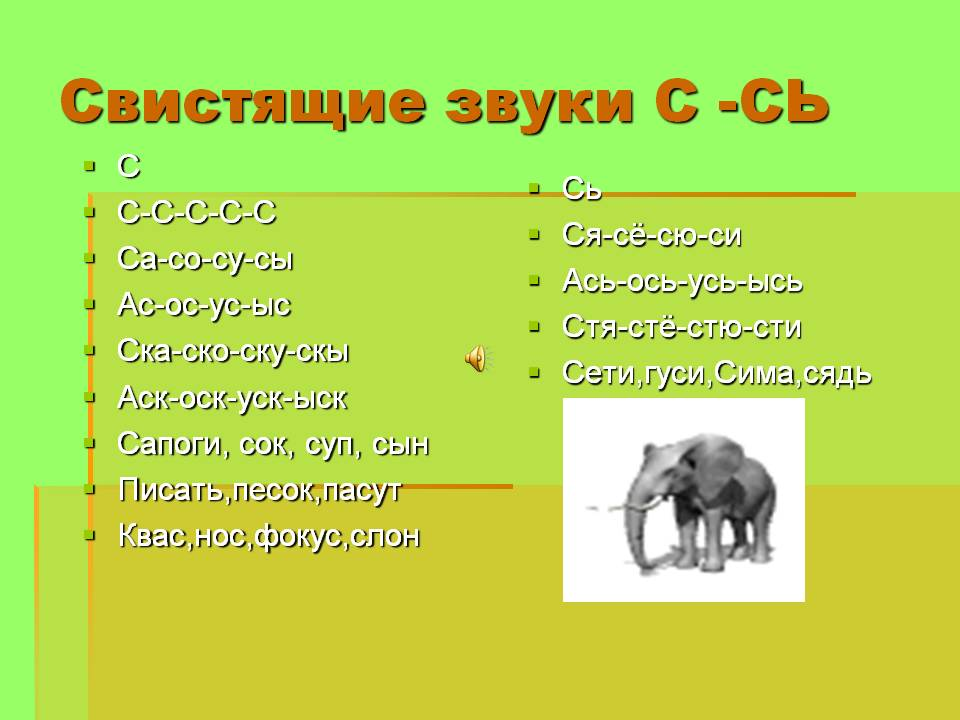 Свистящие звуки С -СЬ
С
С-С-С-С-С
Са-со-су-сы
Ас-ос-ус-ыс
Ска-ско-ску-скы
Аск-оск-уск-ыск
Сапоги, сок, суп, сын
Писать,песок,пасут
Квас,нос,фокус,слон
Сь
Ся-сё-сю-си
Ась-ось-усь-ысь
Стя-стё-стю-сти
Сети,гуси,Сима,сядь